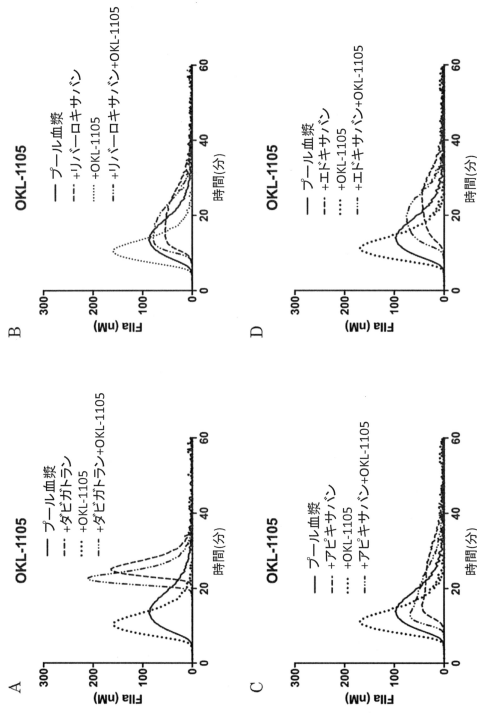 A
OKL-1105
FIIa (nM)
300
200
100
0
プール血漿
+ダビガトラン
+OKL-1105
+ダビガトラン+OKL-1105
0
20
40
60
時間(分)
B
OKL-1105
FIIa (nM)
300
200
100
0
プール血漿
+リバーロキサバン
+OKL-1105
+リバーロキサバン+OKL-1105
0
20
40
60
時間(分)
C
OKL-1105
FIIa (nM)
300
200
100
0
プール血漿
+アピキサバン
+OKL-1105
+アピキサバン+OKL-1105
0
20
40
60
時間(分)
D
OKL-1105
FIIa (nM)
300
200
100
0
プール血漿
+エドキサバン
+OKL-1105
+エドキサバン+OKL-1105
0
20
40
60
時間(分)